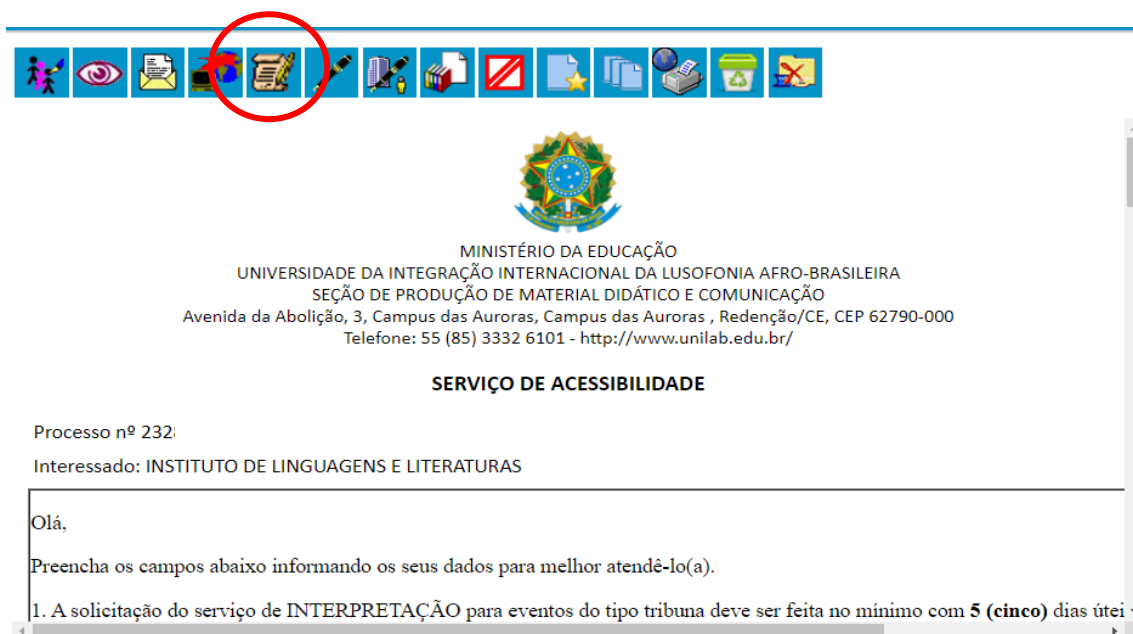 MINISTÉRIO DA EDUCAÇÃO
UNIVERSIDADE DA INTEGRAÇÃO INTERNACIONAL DA LUSOFONIA AFRO-BRASILEIRA
SEÇÃO DE PRODUÇÃO DE MATERIAL DIDÁTICO E COMUNICAÇÃO
Avenida da Abolição, 3, Campus das Auroras, Campus das Auroras , Redenção/CE, CEP 62790-000
Telefone: 55 (85) 3332 6101 - http://www.unilab.edu.br/
SERVIÇO DE ACESSIBILIDADE
Processo nº 232
Interessado: INSTITUTO DE LINGUAGENS E LITERATURAS
Olá,
Preencha os campos abaixo informando os seus dados para melhor atendê-lo(a).
1. A solicitação do serviço de INTERPRETAÇÃO para eventos do tipo tribuna deve ser feita no mínimo com 5 (cinco) dias útei